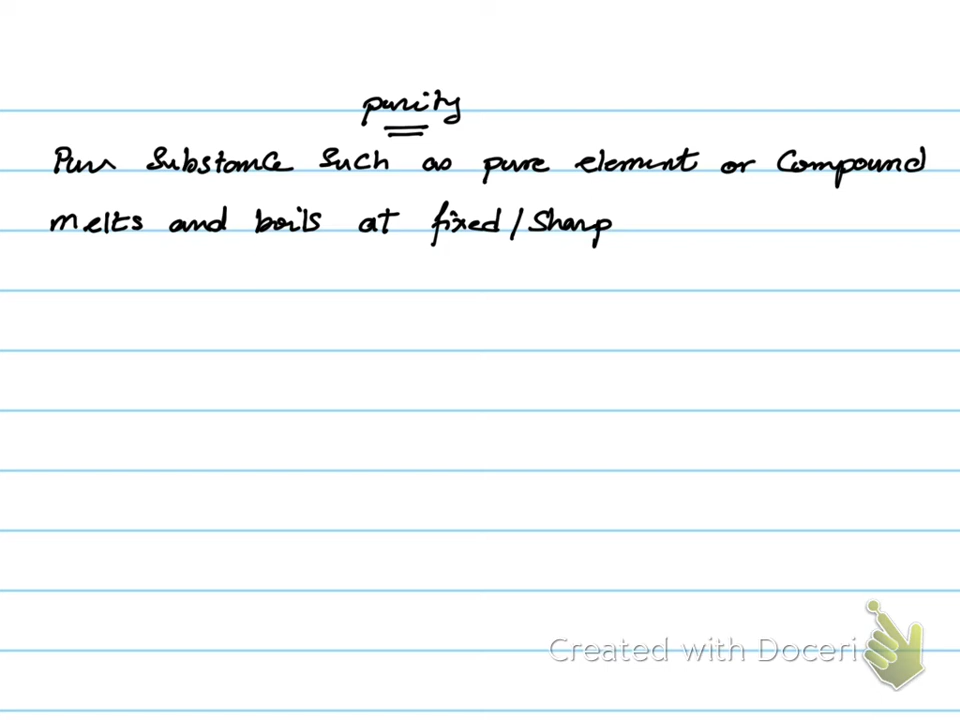 purity
Pure Substance Such as pure element or Compound
melts and boils at fixed/Sharp
Created with Doceri